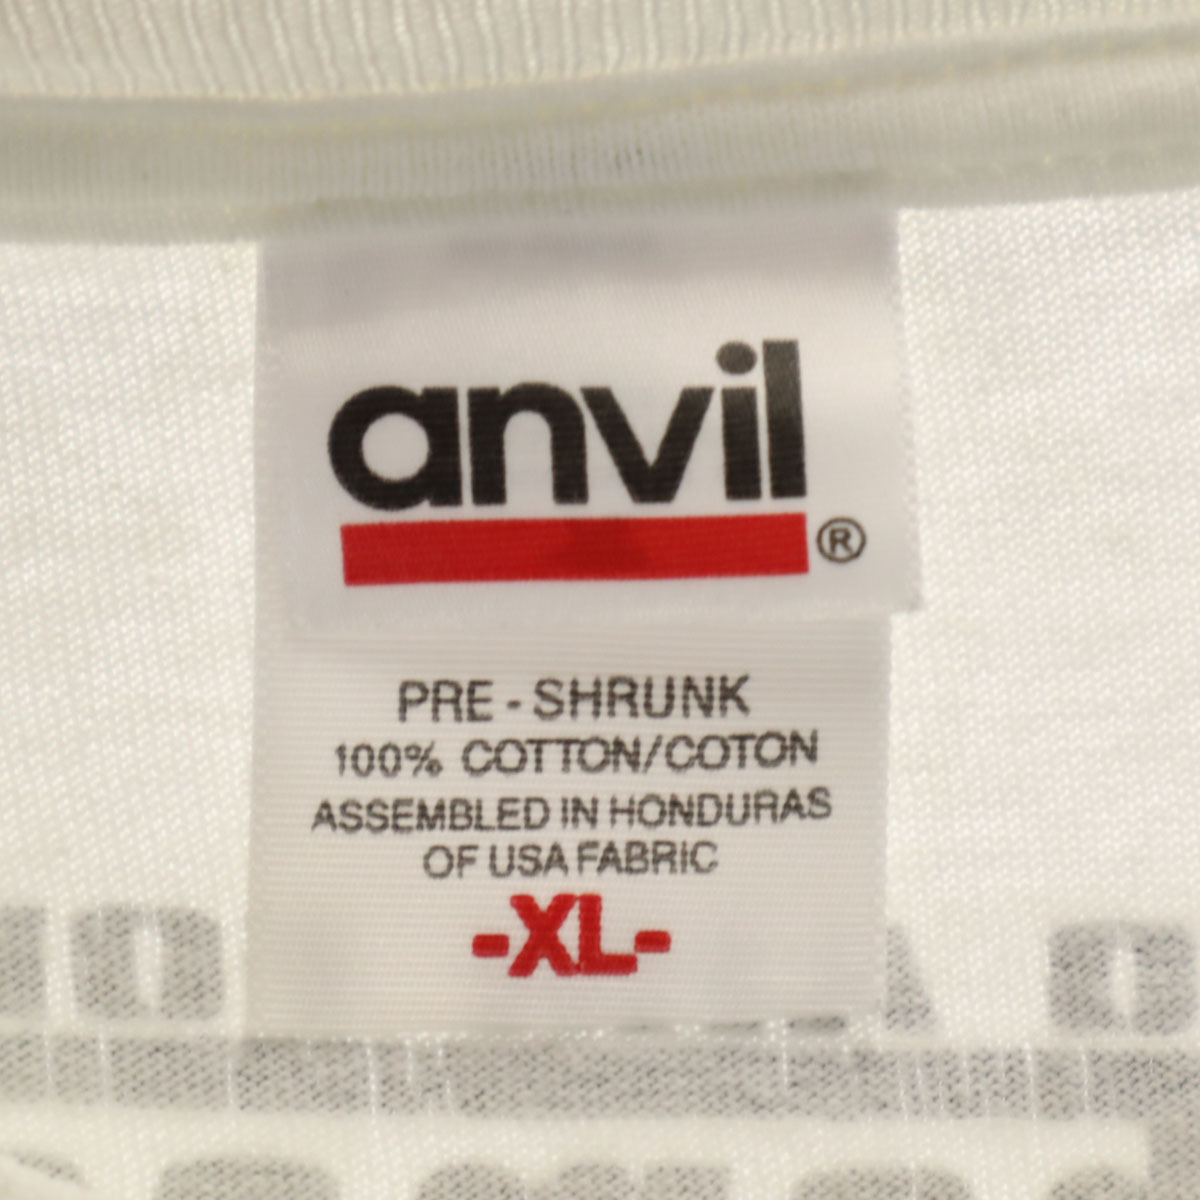 anvil
®
PRE - SHRUNK
100% COTTON/COTON
ASSEMBLED IN HONDURAS
OF USA FABRIC
-XL-